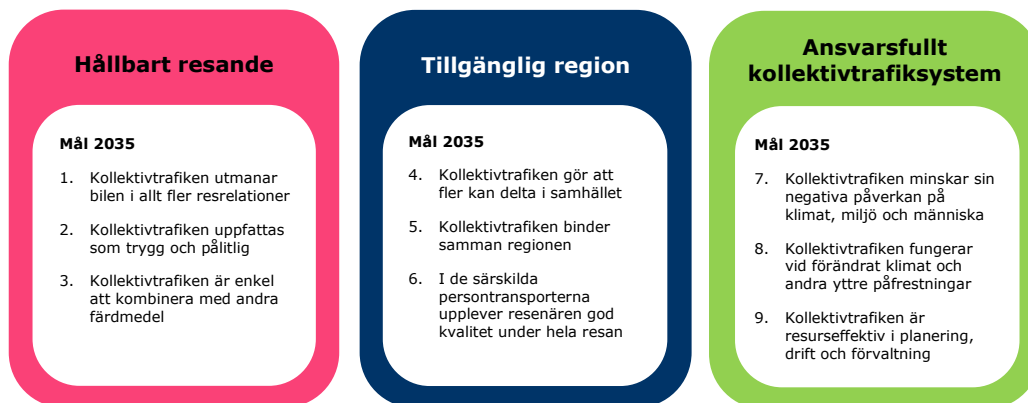 Hållbart resande
Mål 2035
1. Kollektivtrafiken utmanar
bilen i allt fler resrelationer
2. Kollektivtrafiken uppfattas
som trygg och pålitlig
3. Kollektivtrafiken är enkel
att kombinera med andra
färdmedel
Tillgänglig region
Mål 2035
4. Kollektivtrafiken gör att
fler kan delta i samhället
5. Kollektivtrafiken binder
samman regionen
6. I de särskilda
persontransporterna
upplever resenären god
kvalitet under hela resan
Ansvarsfullt
kollektivtrafiksystem
Mål 2035
7. Kollektivtrafiken minskar sin
negativa påverkan på
klimat, miljö och människa
8. Kollektivtrafiken fungerar
vid förändrat klimat och
andra yttre påfrestningar
9. Kollektivtrafiken är
resurseffektiv i planering,
drift och förvaltning